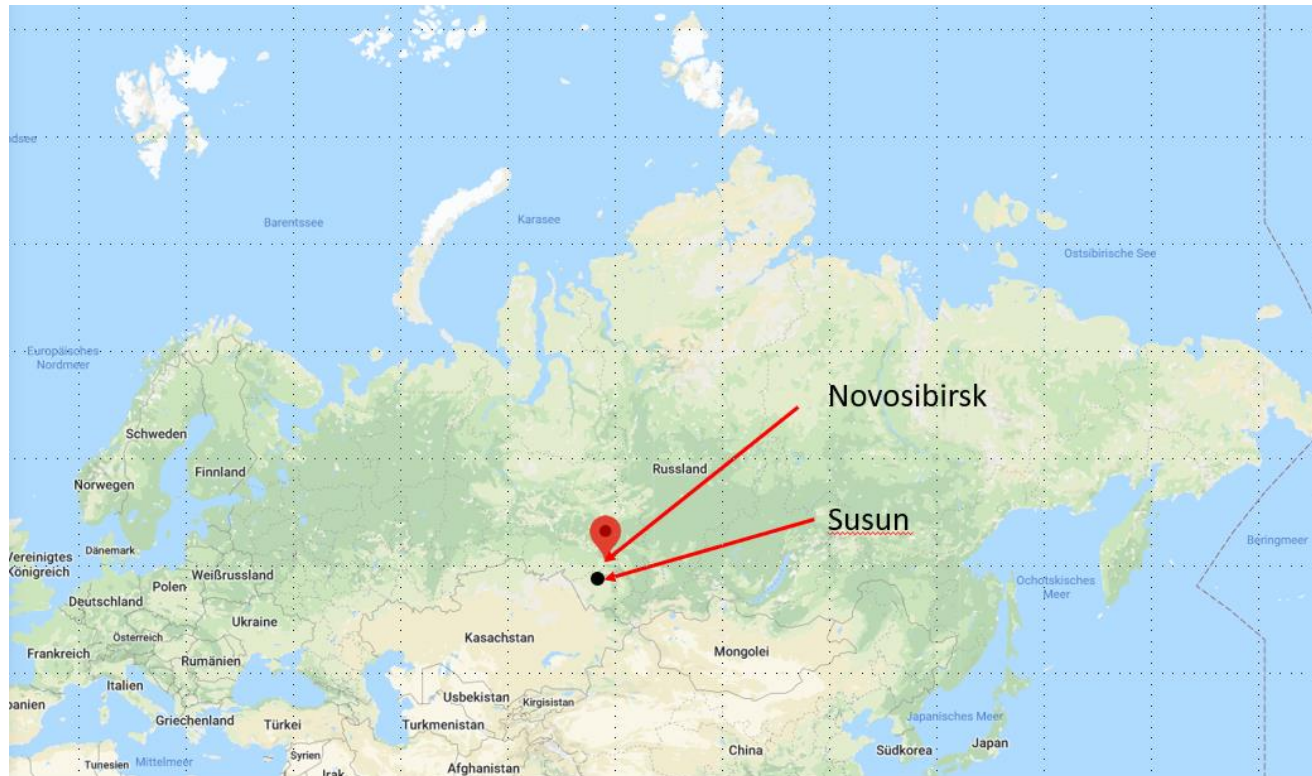 Barentssee
Karasee
Ostsibirische See
Europäisches
Nordmeer
Novosibirsk
Schweden
Finnland
Russland
Norwegen
Susun
Vereinigtes
Königreich
Dänemark
Beringmeer
Weißrussland
Polen
Ochotskisches
Meer
Deutschland
Ukraine
Österreich
Kasachstan
Frankreich
Mongolei
Rumänien
Italien
Usbekistan
Kirgisistan
Griechenland
Türkei
Turkmenistan
Japanisches Meer
Syrien
China
Südkorea
Japan
Tunesien
Mittelmeer
Irak
Afghanistan